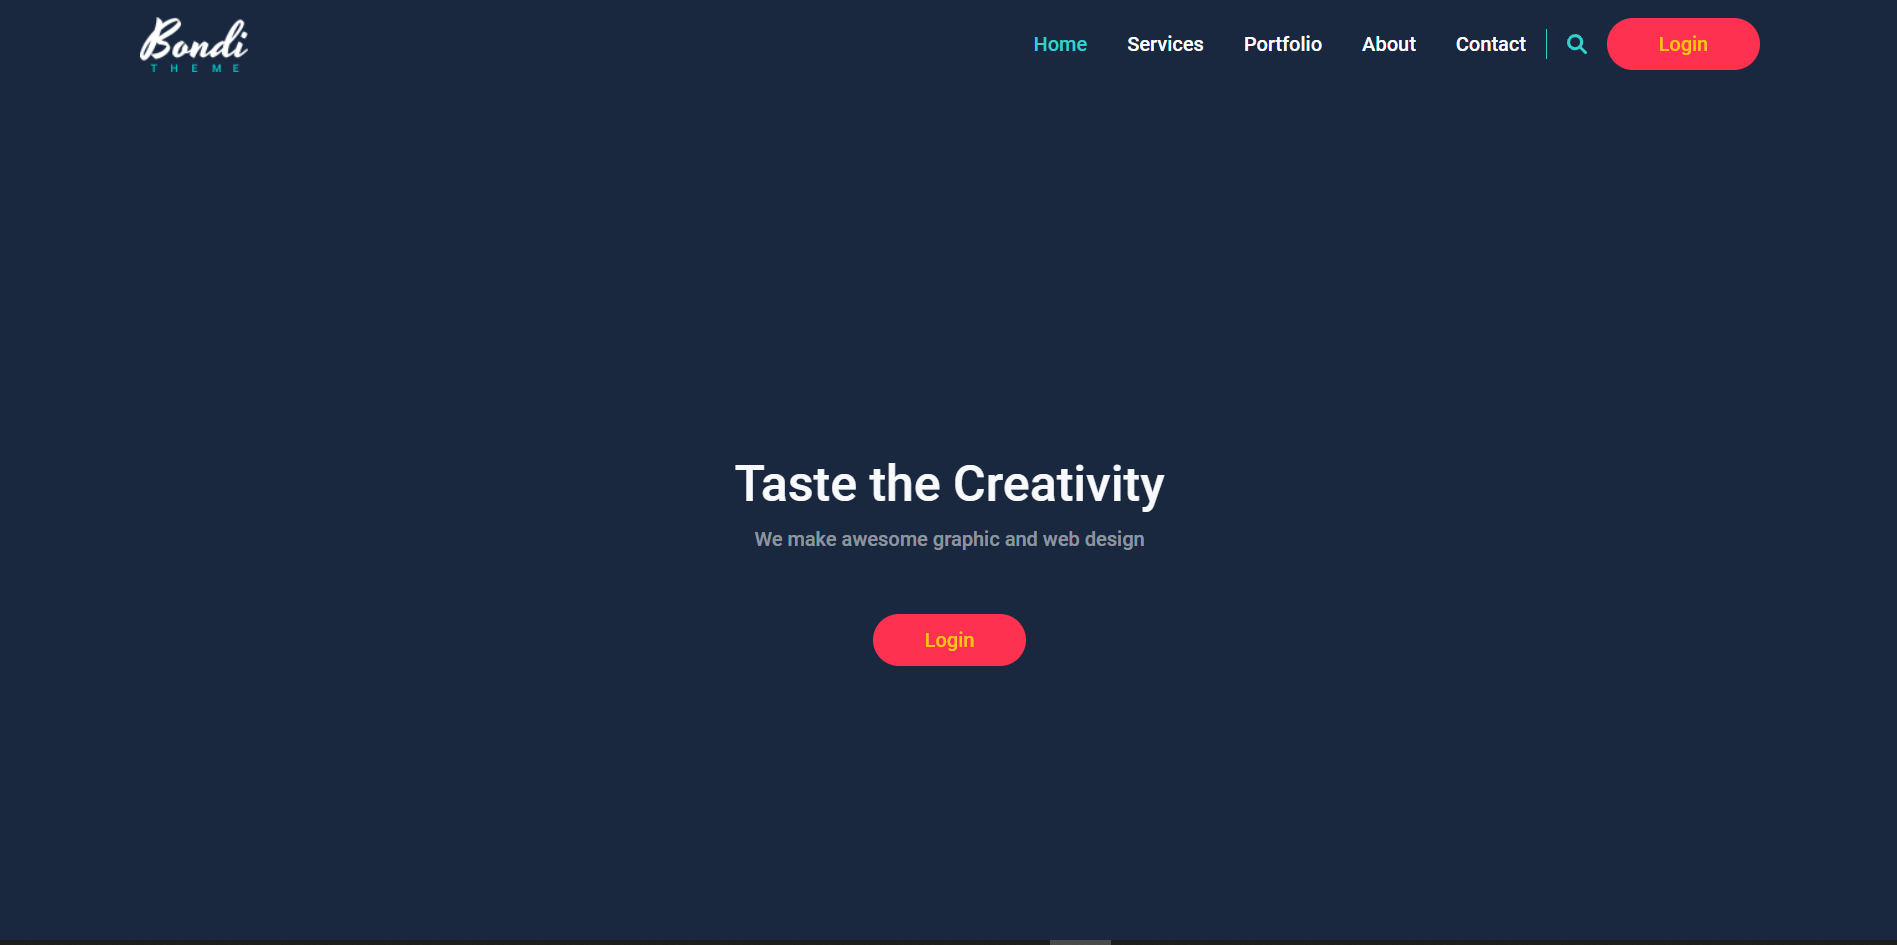 Bondi
THEME
Home Services Portfolio About Contact Login
Taste the Creativity
We make awesome graphic and web design
Login